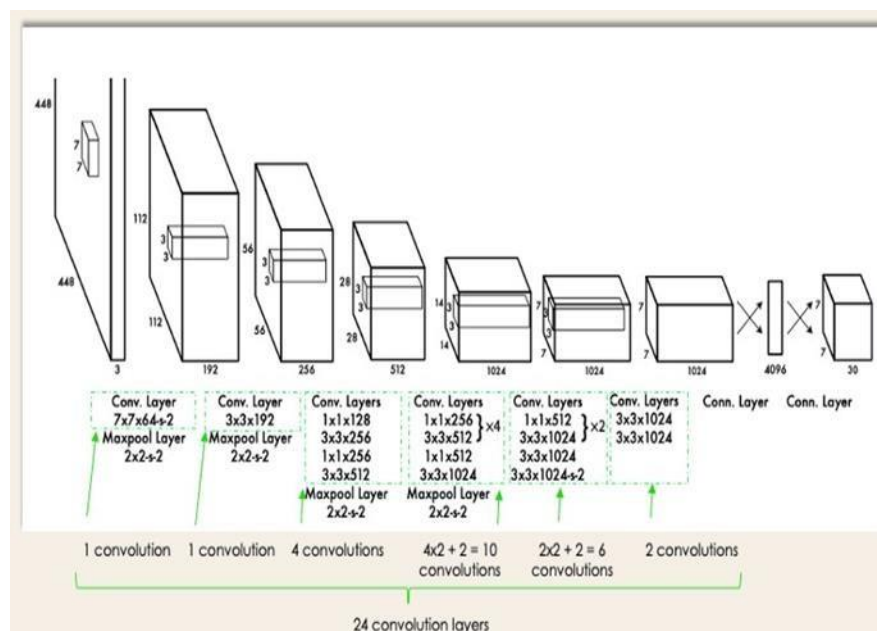 448
7
7
448
3
112
3
3
112
192
56
3
3
56
256
28
3
3
28
512
14
3
3
14
1024
7
3
3
7
1024
7
7
1024
4096
7
7
30
Conv. Layer
7x7x64-s-2
Maxpool Layer
2x2-s-2
Conv. Layer
3x3x192
Maxpool Layer
2x2-s-2
Conv. Layers
1x1x128
3x3x256
1x1x256
3x3x512
Maxpool Layer
2x2-s-2
Conv. Layers
1x1x256
3x3x512
}x4
1x1x512
3x3x1024
Maxpool Layer
2x2-s-2
Conv. Layers
1x1x512
3x3x1024
}x2
3x3x1024
3x3x1024-s-2
Conv. Layers
3x3x1024
3x3x1024
Conn. Layer
Conn. Layer
1 convolution
1 convolution
4 convolutions
4x2 + 2 = 10
convolutions
2x2 + 2 = 6
convolutions
2 convolutions
24 convolution layers